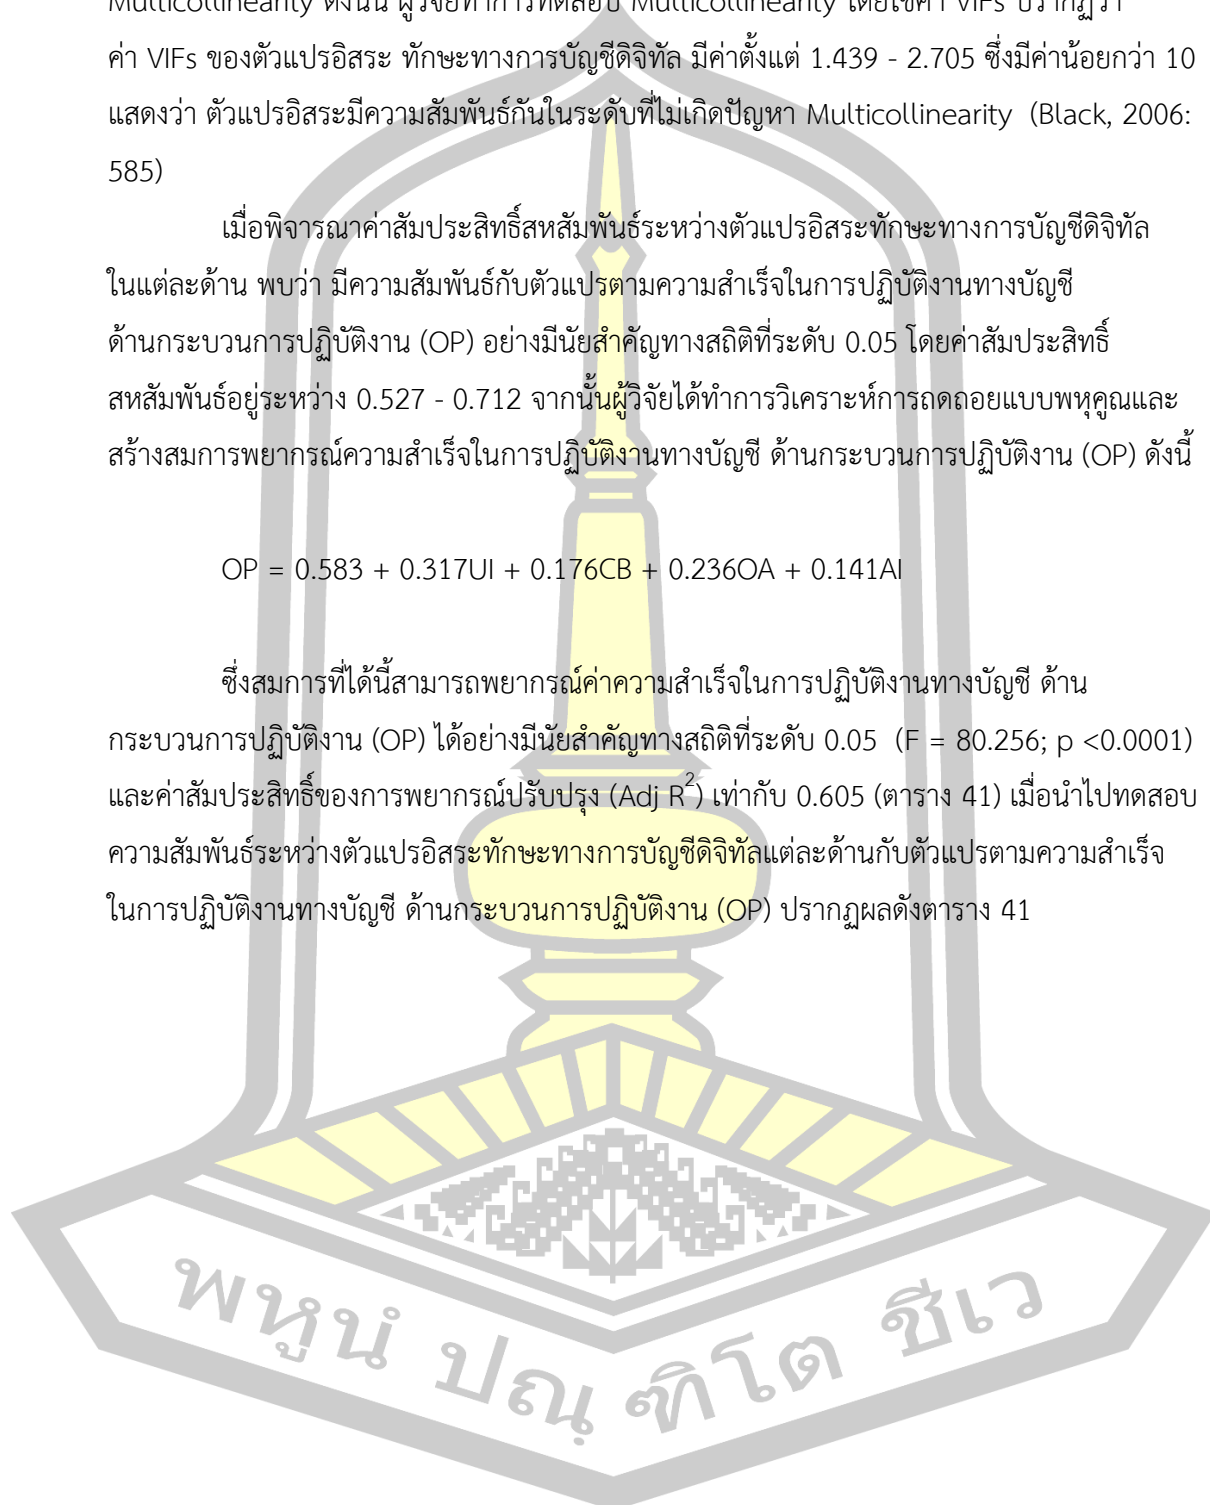 Multicollinearity ดังนั้น ผู้วิจัยทำการทดสอบ Multicollinearity โดยใช้ค่า VIFs ปรากฏว่า
ค่า VIFs ของตัวแปรอิสระ ทักษะทางการบัญชีดิจิทัล มีค่าตั้งแต่ 1.439 - 2.705 ซึ่งมีค่าน้อยกว่า 10
แสดงว่า ตัวแปรอิสระมีความสัมพันธ์กันในระดับที่ไม่เกิดปัญหา Multicollinearity (Black, 2006:
585)
เมื่อพิจารณาค่าสัมประสิทธิ์สหสัมพันธ์ระหว่างตัวแปรอิสระทักษะทางการบัญชีดิจิทัล
ในแต่ละด้าน พบว่า มีความสัมพันธ์กับตัวแปรตามความสำเร็จในการปฏิบัติงานทางบัญชี
ด้านกระบวนการปฏิบัติงาน (OP) อย่างมีนัยสำคัญทางสถิติที่ระดับ 0.05 โดยค่าสัมประสิทธิ์
สหสัมพันธ์อยู่ระหว่าง 0.527 - 0.712 จากนั้นผู้วิจัยได้ทำการวิเคราะห์การถดถอยแบบพหุคูณและ
สร้างสมการพยากรณ์ความสำเร็จในการปฏิบัติงานทางบัญชี ด้านกระบวนการปฏิบัติงาน (OP) ดังนี้
OP = 0.583 + 0.317UI + 0.176CB + 0.236OA + 0.141AI
ซึ่งสมการที่ได้นี้สามารถพยากรณ์ค่าความสำเร็จในการปฏิบัติงานทางบัญชี ด้าน
กระบวนการปฏิบัติงาน (OP) ได้อย่างมีนัยสำคัญทางสถิติที่ระดับ 0.05 (F = 80.256; p <0.0001)
และค่าสัมประสิทธิ์ของการพยากรณ์ปรับปรุง (Adj R²) เท่ากับ 0.605 (ตาราง 41) เมื่อนำไปทดสอบ
ความสัมพันธ์ระหว่างตัวแปรอิสระทักษะทางการบัญชีดิจิทัลแต่ละด้านกับตัวแปรตามความสำเร็จ
ในการปฏิบัติงานทางบัญชี ด้านกระบวนการปฏิบัติงาน (OP) ปรากฏผลดังตาราง 41
พหูนํ ปณฺฑิโต ชีเว